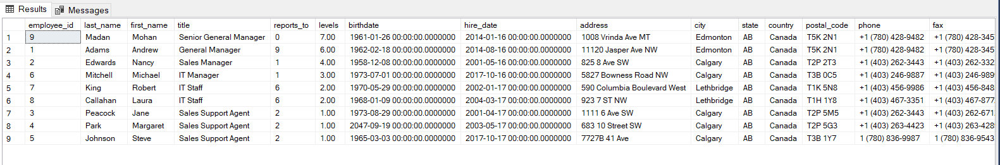 Results Messages
employee_id last_name first_name title reports_to levels birthdate hire_date address city state country postal_code phone fax
1 9 Madan Mohan Senior General Manager 0 7.00 1961-01-26 00:00:00.0000000 2014-01-16 00:00:00.0000000 1008 Vrinda Ave MT Edmonton AB Canada T5K 2N1 +1 (780) 428-9482 +1 (780) 428-345
2 1 Adams Andrew General Manager 9 6.00 1962-02-18 00:00:00.0000000 2014-08-16 00:00:00.0000000 11120 Jasper Ave NW Edmonton AB Canada T5K 2N1 +1 (780) 428-9482 +1 (780) 428-345
3 2 Edwards Nancy Sales Manager 1 4.00 1958-12-08 00:00:00.0000000 2001-05-16 00:00:00.0000000 825 8 Ave SW Calgary AB Canada T2P 2T3 +1 (403) 262-3443 +1 (403) 262-332
4 6 Mitchell Michael IT Manager 1 3.00 1973-07-01 00:00:00.0000000 2017-10-16 00:00:00.0000000 5827 Bowness Road NW Calgary AB Canada T3B 0C5 +1 (403) 246-9887 +1 (403) 246-989
5 7 King Robert IT Staff 6 2.00 1970-05-29 00:00:00.0000000 2002-01-17 00:00:00.0000000 590 Columbia Boulevard West Lethbridge AB Canada T1K 5N8 +1 (403) 456-9986 +1 (403) 456-848
6 8 Callahan Laura IT Staff 6 2.00 1968-01-09 00:00:00.0000000 2004-03-17 00:00:00.0000000 923 7 ST NW Lethbridge AB Canada T1H 1Y8 +1 (403) 467-3351 +1 (403) 467-877
7 3 Peacock Jane Sales Support Agent 2 1.00 1973-08-29 00:00:00.0000000 2001-04-17 00:00:00.0000000 1111 6 Ave SW Calgary AB Canada T2P 5M5 +1 (403) 262-3443 +1 (403) 262-671
8 4 Park Margaret Sales Support Agent 2 1.00 2047-09-19 00:00:00.0000000 2003-05-17 00:00:00.0000000 683 10 Street SW Calgary AB Canada T2P 5G3 +1 (403) 263-4423 +1 (403) 263-428
9 5 Johnson Steve Sales Support Agent 2 1.00 1965-03-03 00:00:00.0000000 2017-10-17 00:00:00.0000000 7727B 41 Ave Calgary AB Canada T3B 1Y7 1 (780) 836-9987 1 (780) 836-9543